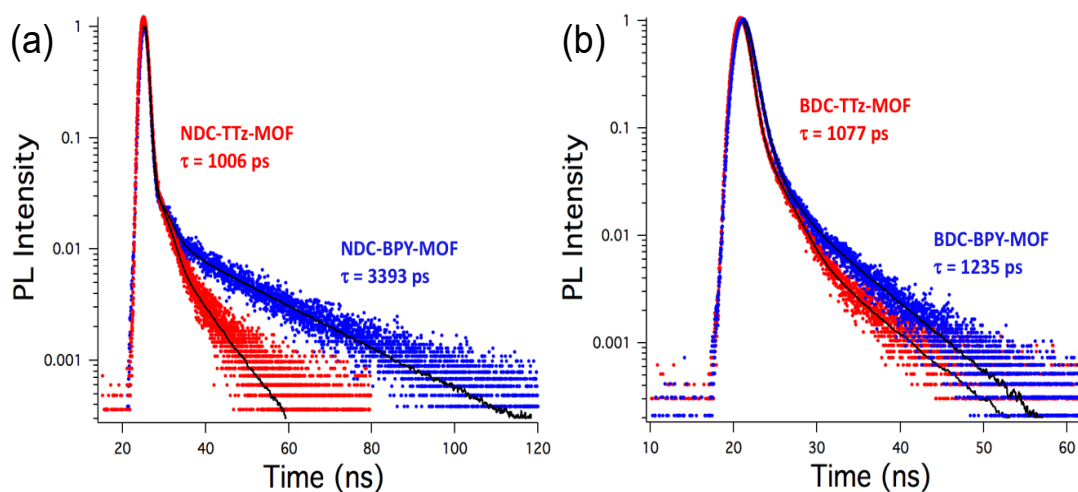 (a)
PL Intensity
1
0.1
0.01
0.001
NDC-TTz-MOF
τ = 1006 ps
NDC-BPY-MOF
τ = 3393 ps
20 40 60 80 100 120
Time (ns)
(b)
PL Intensity
1
0.1
0.01
0.001
BDC-TTz-MOF
τ = 1077 ps
BDC-BPY-MOF
τ = 1235 ps
10 20 30 40 50 60
Time (ns)